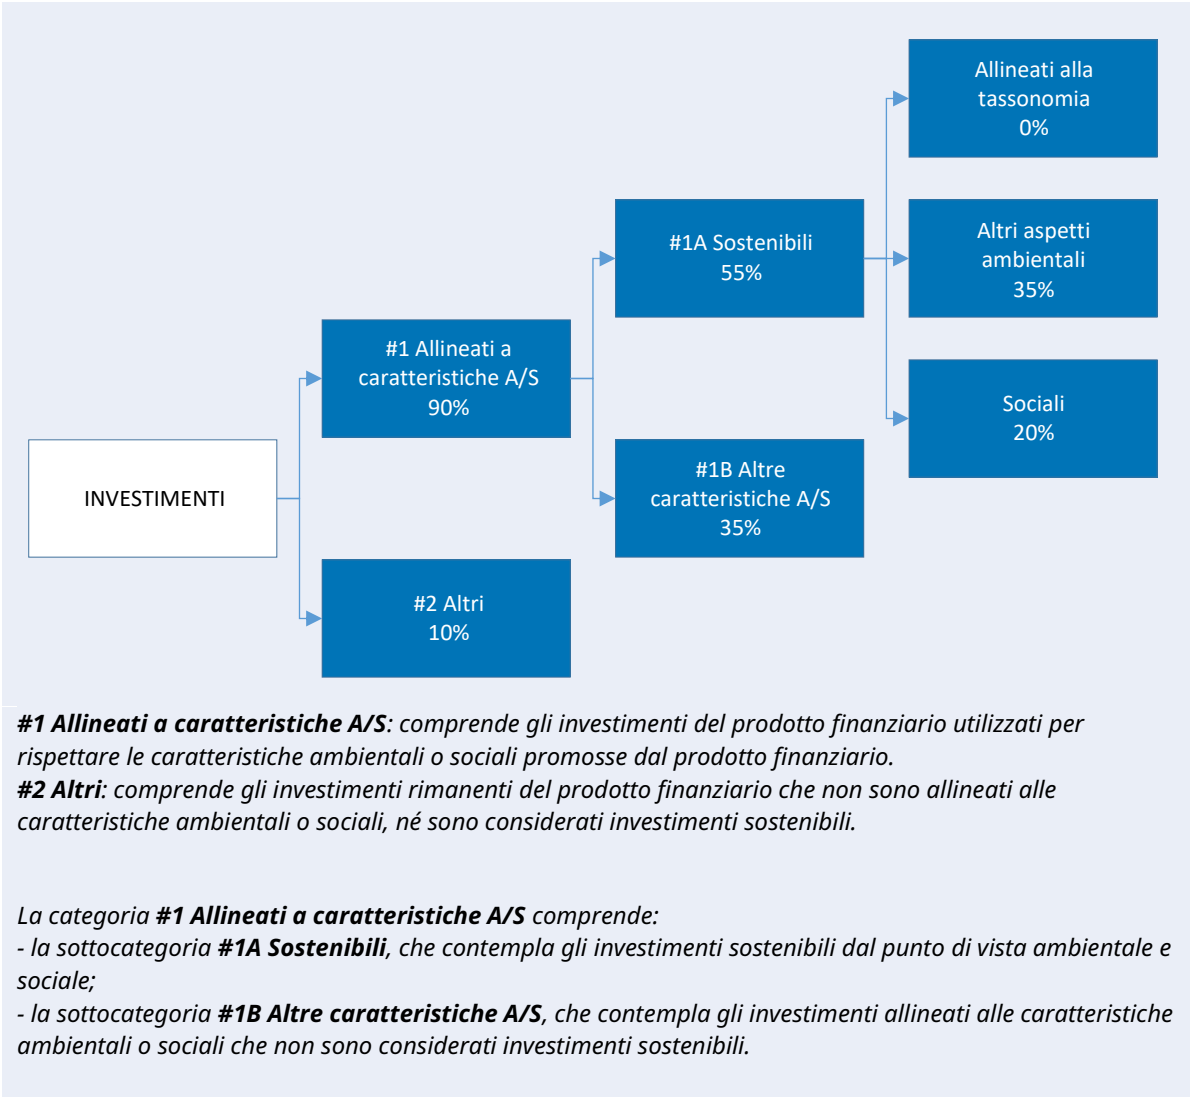 Allineati alla
tassonomia
0%
#1A Sostenibili
55%
Altri aspetti
ambientali
35%
#1 Allineati a
caratteristiche A/S
90%
Sociali
20%
INVESTIMENTI
#1B Altre
caratteristiche A/S
35%
#2 Altri
10%
#1 Allineati a caratteristiche A/S: comprende gli investimenti del prodotto finanziario utilizzati per
rispettare le caratteristiche ambientali o sociali promosse dal prodotto finanziario.
#2 Altri: comprende gli investimenti rimanenti del prodotto finanziario che non sono allineati alle
caratteristiche ambientali o sociali, né sono considerati investimenti sostenibili.
La categoria #1 Allineati a caratteristiche A/S comprende:
- la sottocategoria #1A Sostenibili, che contempla gli investimenti sostenibili dal punto di vista ambientale e
sociale;
- la sottocategoria #1B Altre caratteristiche A/S, che contempla gli investimenti allineati alle caratteristiche
ambientali o sociali che non sono considerati investimenti sostenibili.